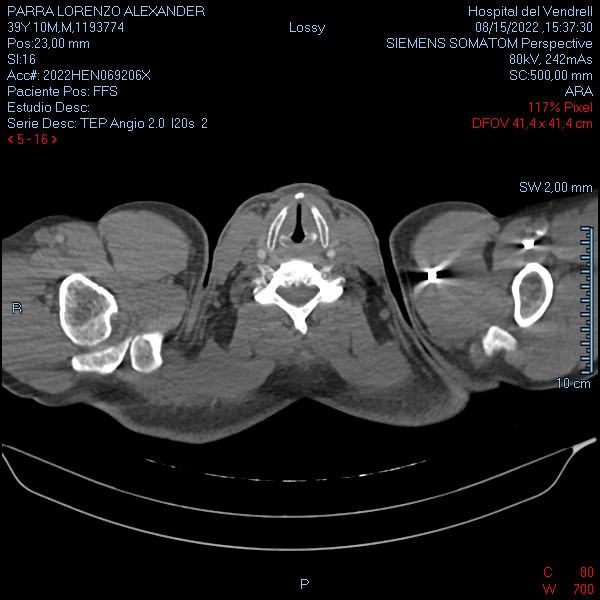 PARRA LORENZO ALEXANDER
39Y 10M,M,1193774
Pos:23,00 mm
SI:16
Acc#: 2022HEN069206X
Paciente Pos: FFS
Estudio Desc:
Serie Desc: TEP Angio 2.0 I20s 2
< 5 - 16 >
Lossy
Hospital del Vendrell
08/15/2022 ,15:37:30
SIEMENS SOMATOM Perspective
80kV, 242mAs
SC:500,00 mm
ARA
117% Pixel
DFOV 41,4 x 41,4 cm
SW 2,00 mm
R
10 cm
P
C 80
W 700